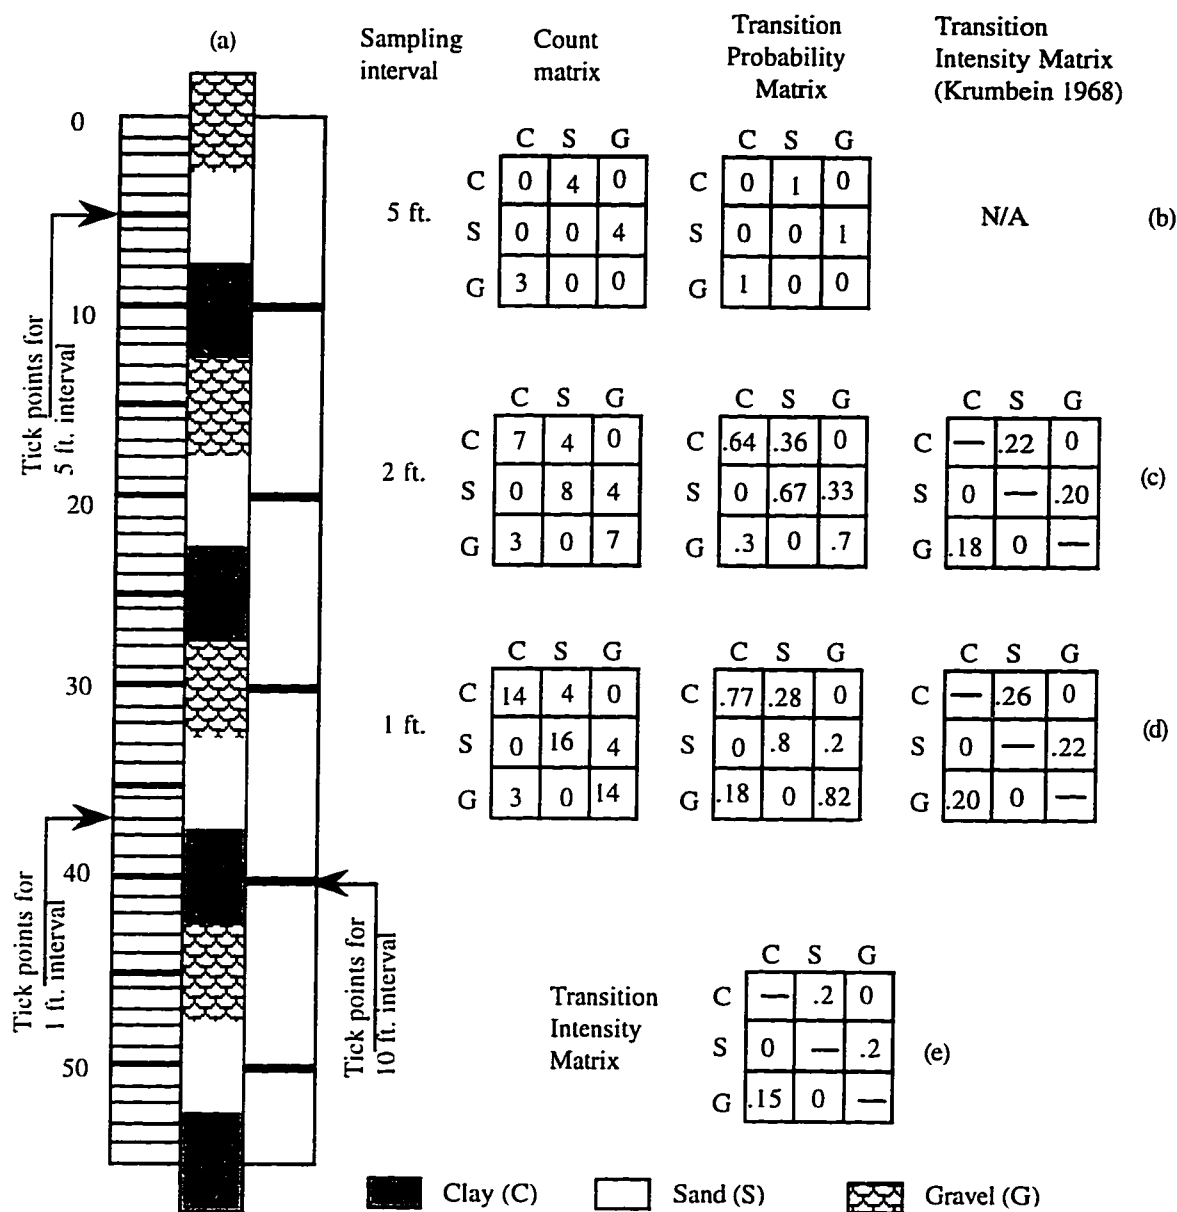 (a)
Sampling interval
Count matrix
Transition Probability Matrix
Transition Intensity Matrix (Krumbein 1968)
0
10
20
30
40
50
Tick points for 5 ft. interval
Tick points for 1 ft. interval
Tick points for 10 ft. interval
5 ft.
C S G
C 0 4 0
S 0 0 4
G 3 0 0
C S G
C 0 1 0
S 0 0 1
G 1 0 0
N/A
(b)
2 ft.
C S G
C 7 4 0
S 0 8 4
G 3 0 7
C S G
C .64 .36 0
S 0 .67 .33
G .3 0 .7
C S G
C — .22 0
S 0 — .20
G .18 0 —
(c)
1 ft.
C S G
C 14 4 0
S 0 16 4
G 3 0 14
C S G
C .77 .28 0
S 0 .8 .2
G .18 0 .82
C S G
C — .26 0
S 0 — .22
G .20 0 —
(d)
Transition Intensity Matrix
C S G
C — .2 0
S 0 — .2
G .15 0 —
(e)
Clay (C)
Sand (S)
Gravel (G)